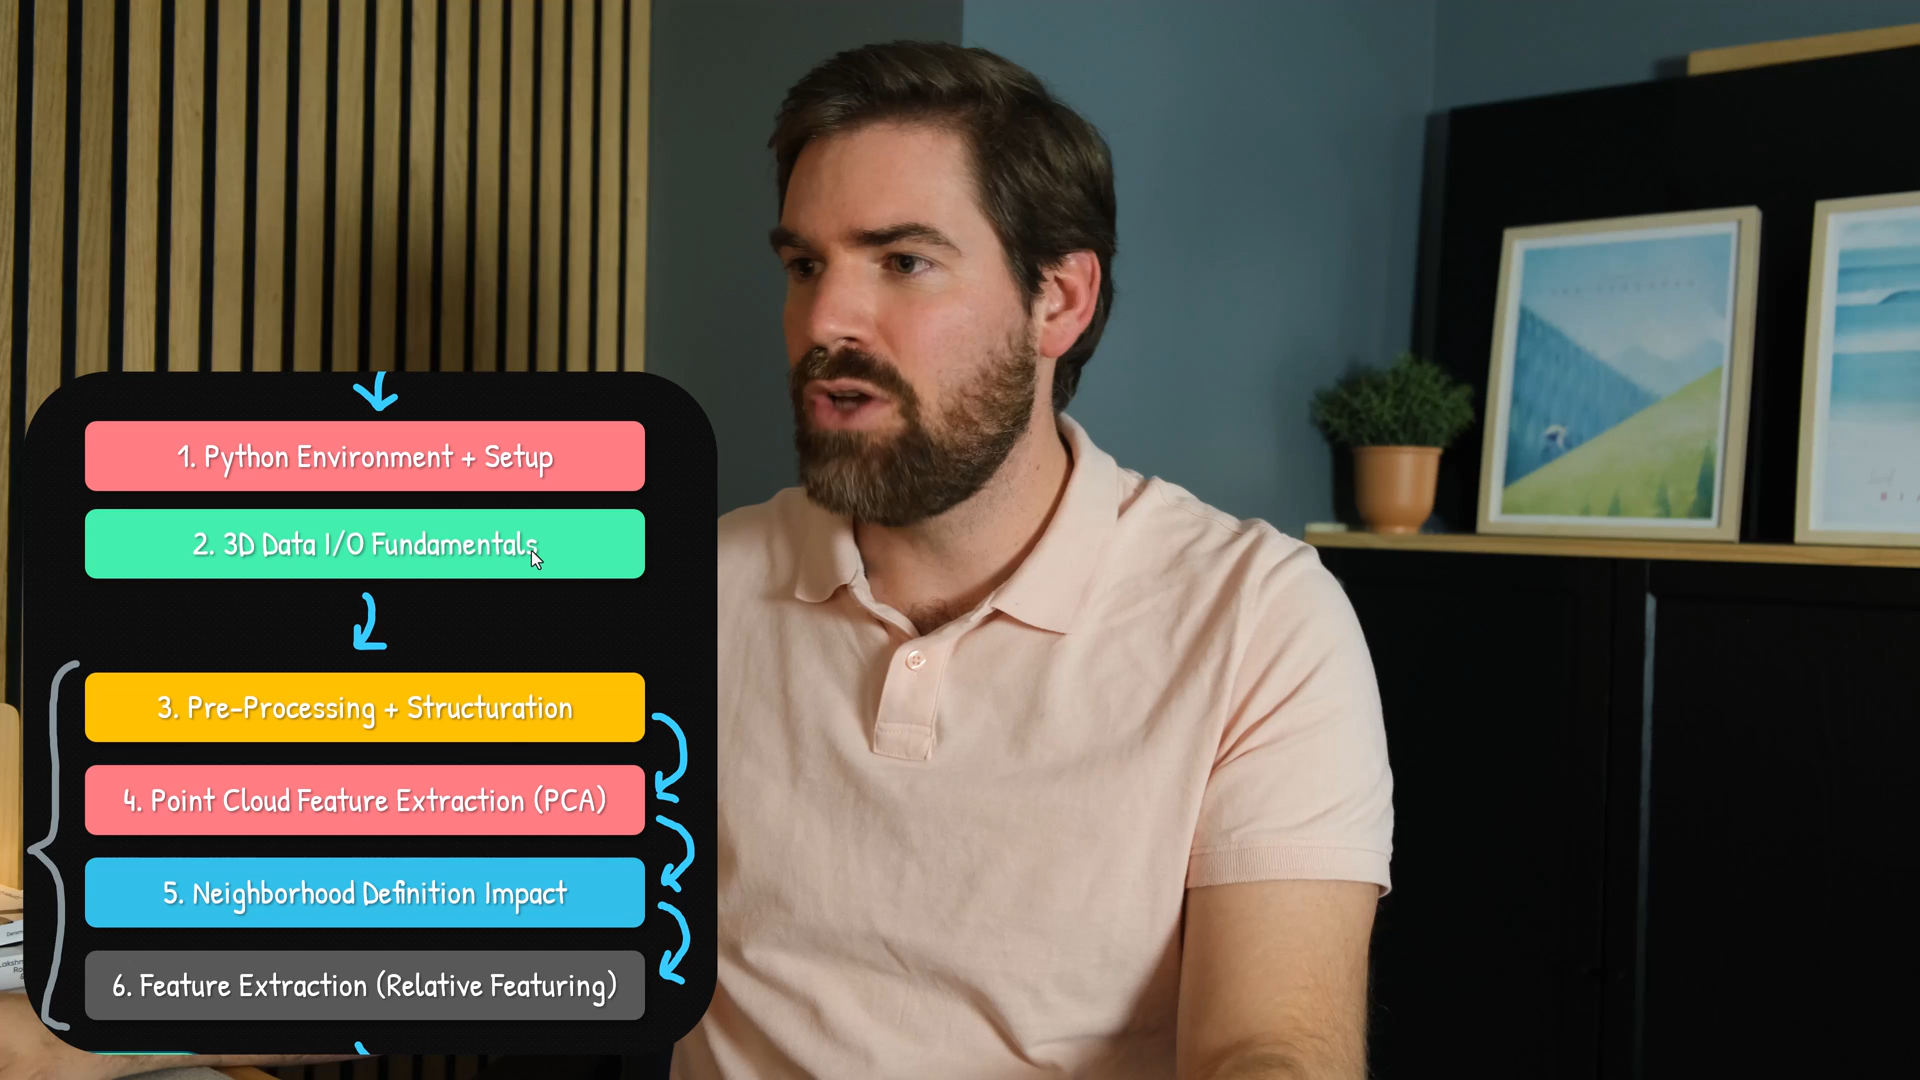 1. Python Environment + Setup
2. 3D Data I/O Fundamentals
3. Pre-Processing + Structuration
4. Point Cloud Feature Extraction (PCA)
5. Neighborhood Definition Impact
6. Feature Extraction (Relative Featuring)